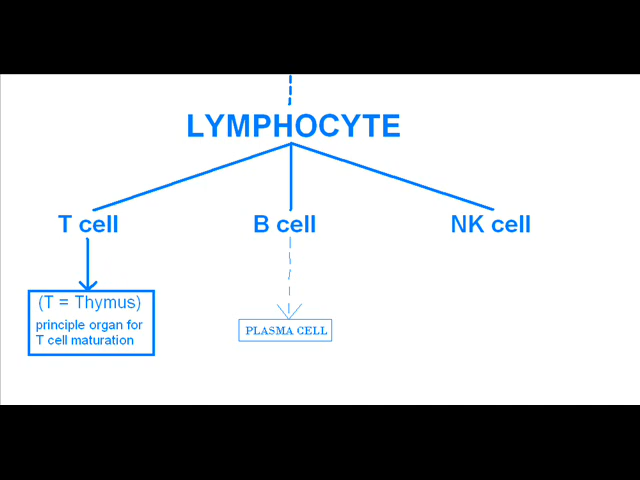 LYMPHOCYTE
T cell
B cell
NK cell
(T = Thymus)
principle organ for
T cell maturation
PLASMA CELL